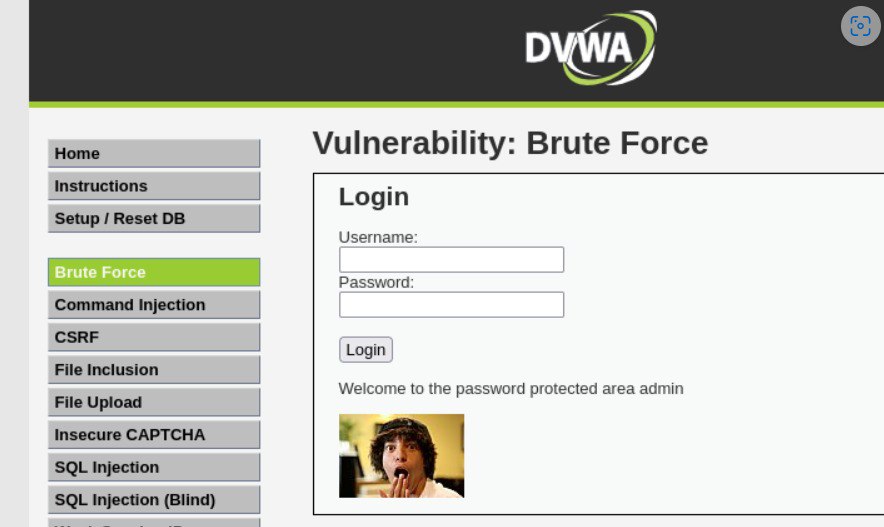 DVWA
Vulnerability: Brute Force
Home
Instructions
Setup / Reset DB
Brute Force
Command Injection
CSRF
File Inclusion
File Upload
Insecure CAPTCHA
SQL Injection
SQL Injection (Blind)
Login
Username:
Password:
Login
Welcome to the password protected area admin